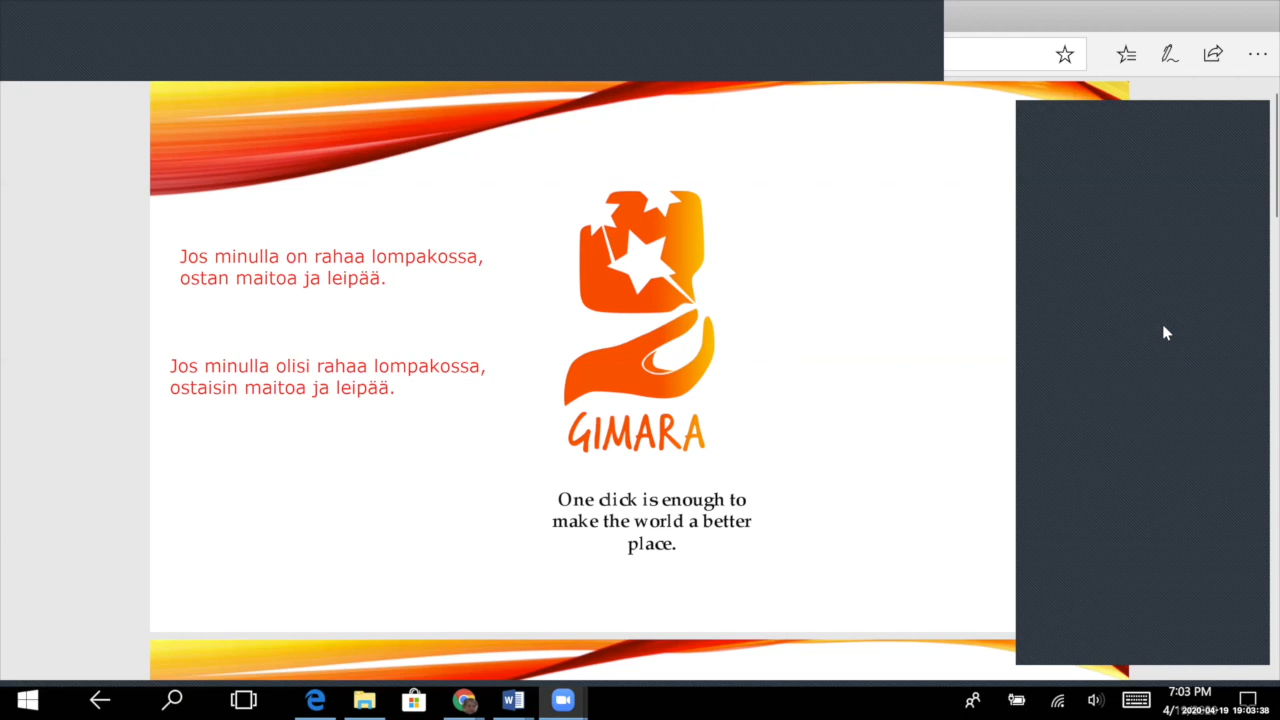 Jos minulla on rahaa lompakossa,
ostan maitoa ja leipää.
Jos minulla olisi rahaa lompakossa,
ostaisin maitoa ja leipää.
GIMARA
One click is enough to
make the world a better
place.
7:03 PM
2020-04-19 19:03:38